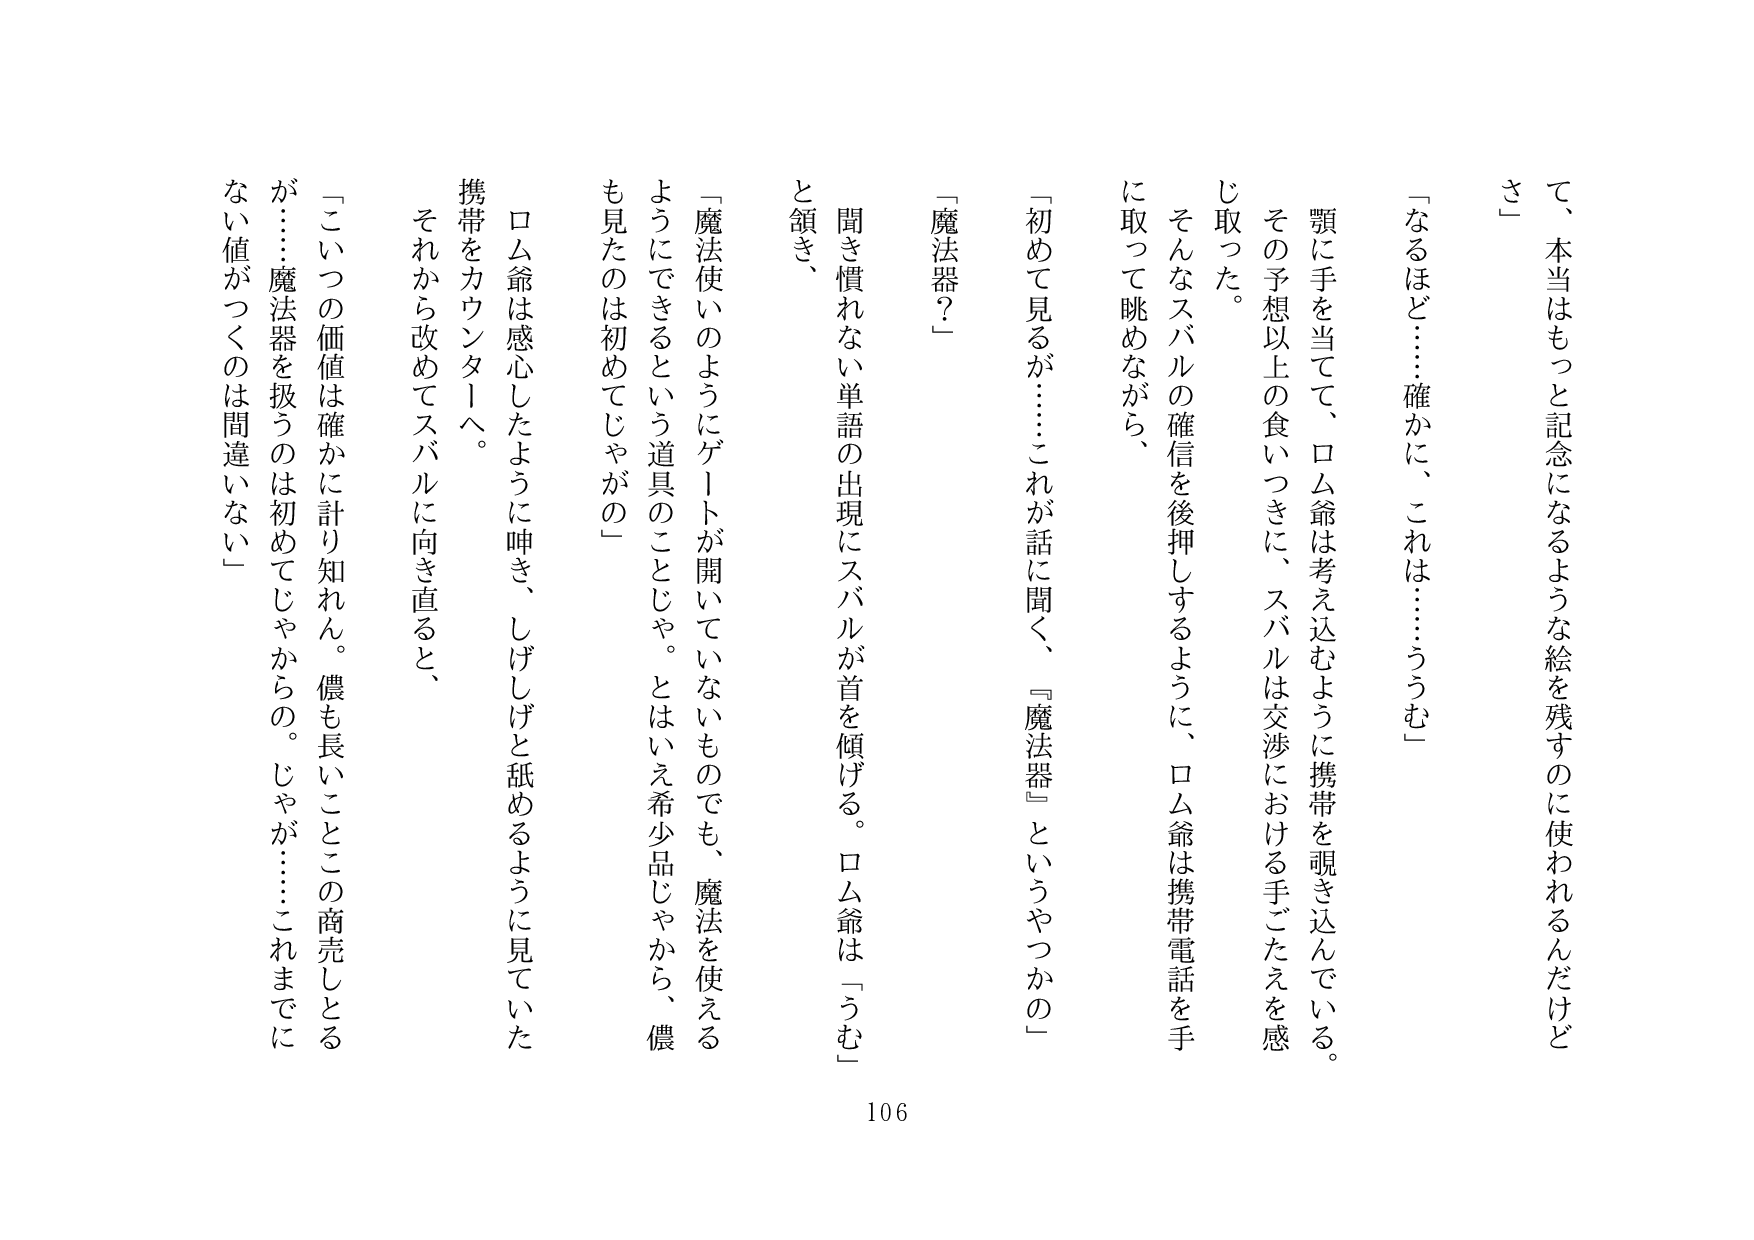 て、本当はもっと記念になるような絵を残すのに使われるんだけど
さ」
「なるほど……確かに、これは……ううむ」
　顎に手を当てて、ロム爺は考え込むように携帯を覗き込んでいる。
　その予想以上の食いつきに、スバルは交渉における手ごたえを感
じ取った。
　そんなスバルの確信を後押しするように、ロム爺は携帯電話を手
に取って眺めながら、
「初めて見るが……これが話に聞く、『魔法器』というやつかの」
「魔法器？」
　聞き慣れない単語の出現にスバルが首を傾げる。ロム爺は「うむ」
と頷き、
「魔法使いのようにゲートが開いていないものでも、魔法を使える
ようにできるという道具のことじゃ。とはいえ希少品じゃから、儂
も見たのは初めてじゃがの」
　ロム爺は感心したように呻き、しげしげと舐めるように見ていた
携帯をカウンターへ。
　それから改めてスバルに向き直ると、
「こいつの価値は確かに計り知れん。儂も長いことこの商売しとる
が……魔法器を扱うのは初めてじゃからの。じゃが……これまでに
ない値がつくのは間違いない」
106